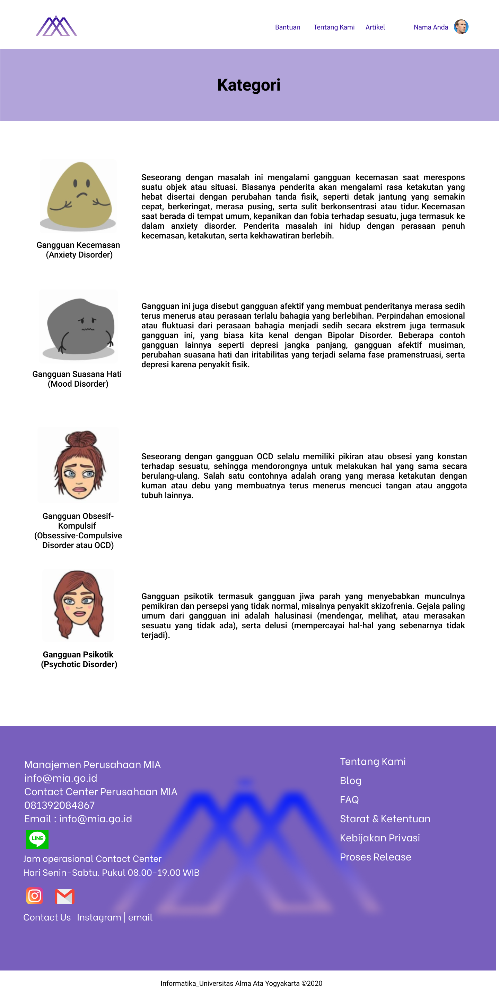 Bantuan Tentang Kami Artikel Nama Anda
Kategori
Seseorang dengan masalah ini mengalami gangguan kecemasan saat merespons
suatu objek atau situasi. Biasanya penderita akan mengalami rasa ketakutan yang
hebat disertai dengan perubahan tanda fisik, seperti detak jantung yang semakin
cepat, berkeringat, merasa pusing, serta sulit berkonsentrasi atau tidur. Kecemasan
saat berada di tempat umum, kepanikan dan fobia terhadap sesuatu, juga termasuk ke
dalam anxiety disorder. Penderita masalah ini hidup dengan perasaan penuh
kecemasan, ketakutan, serta kekhawatiran berlebih.
Gangguan Kecemasan
(Anxiety Disorder)
Gangguan ini juga disebut gangguan afektif yang membuat penderitanya merasa sedih
terus menerus atau perasaan terlalu bahagia yang berlebihan. Perpindahan emosional
atau fluktuasi dari perasaan bahagia menjadi sedih secara ekstrem juga termasuk
gangguan ini, yang biasa kita kenal dengan Bipolar Disorder. Beberapa contoh
gangguan lainnya seperti depresi jangka panjang, gangguan afektif musiman,
perubahan suasana hati dan iritabilitas yang terjadi selama fase pramenstruasi, serta
depresi karena penyakit fisik.
Gangguan Suasana Hati
(Mood Disorder)
Seseorang dengan gangguan OCD selalu memiliki pikiran atau obsesi yang konstan
terhadap sesuatu, sehingga mendorongnya untuk melakukan hal yang sama secara
berulang-ulang. Salah satu contohnya adalah orang yang merasa ketakutan dengan
kuman atau debu yang membuatnya terus menerus mencuci tangan atau anggota
tubuh lainnya.
Gangguan Obsesif-
Kompulsif
(Obsessive-Compulsive
Disorder atau OCD)
Gangguan psikotik termasuk gangguan jiwa parah yang menyebabkan munculnya
pemikiran dan persepsi yang tidak normal, misalnya penyakit skizofrenia. Gejala paling
umum dari gangguan ini adalah halusinasi (mendengar, melihat, atau merasakan
sesuatu yang tidak ada), serta delusi (mempercayai hal-hal yang sebenarnya tidak
terjadi).
Gangguan Psikotik
(Psychotic Disorder)
Manajemen Perusahaan MIA
info@mia.go.id
Contact Center Perusahaan MIA
081392084867
Email : info@mia.go.id
LINE
Jam operasional Contact Center
Hari Senin-Sabtu. Pukul 08.00-19.00 WIB
Contact Us Instagram | email
Tentang Kami
Blog
FAQ
Starat & Ketentuan
Kebijakan Privasi
Proses Release
Informatika_Universitas Alma Ata Yogyakarta ©2020